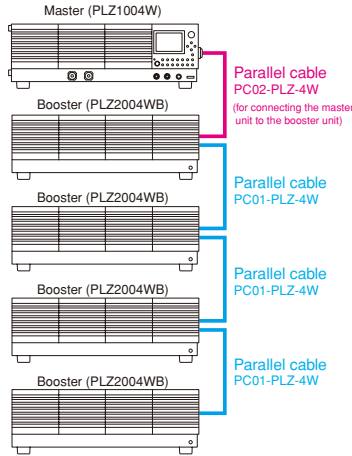 Master (PLZ1004W)
Parallel cable
PC02-PLZ-4W
(for connecting the master
unit to the booster unit)
Booster (PLZ2004WB)
Parallel cable
PC01-PLZ-4W
Booster (PLZ2004WB)
Parallel cable
PC01-PLZ-4W
Booster (PLZ2004WB)
Parallel cable
PC01-PLZ-4W
Booster (PLZ2004WB)